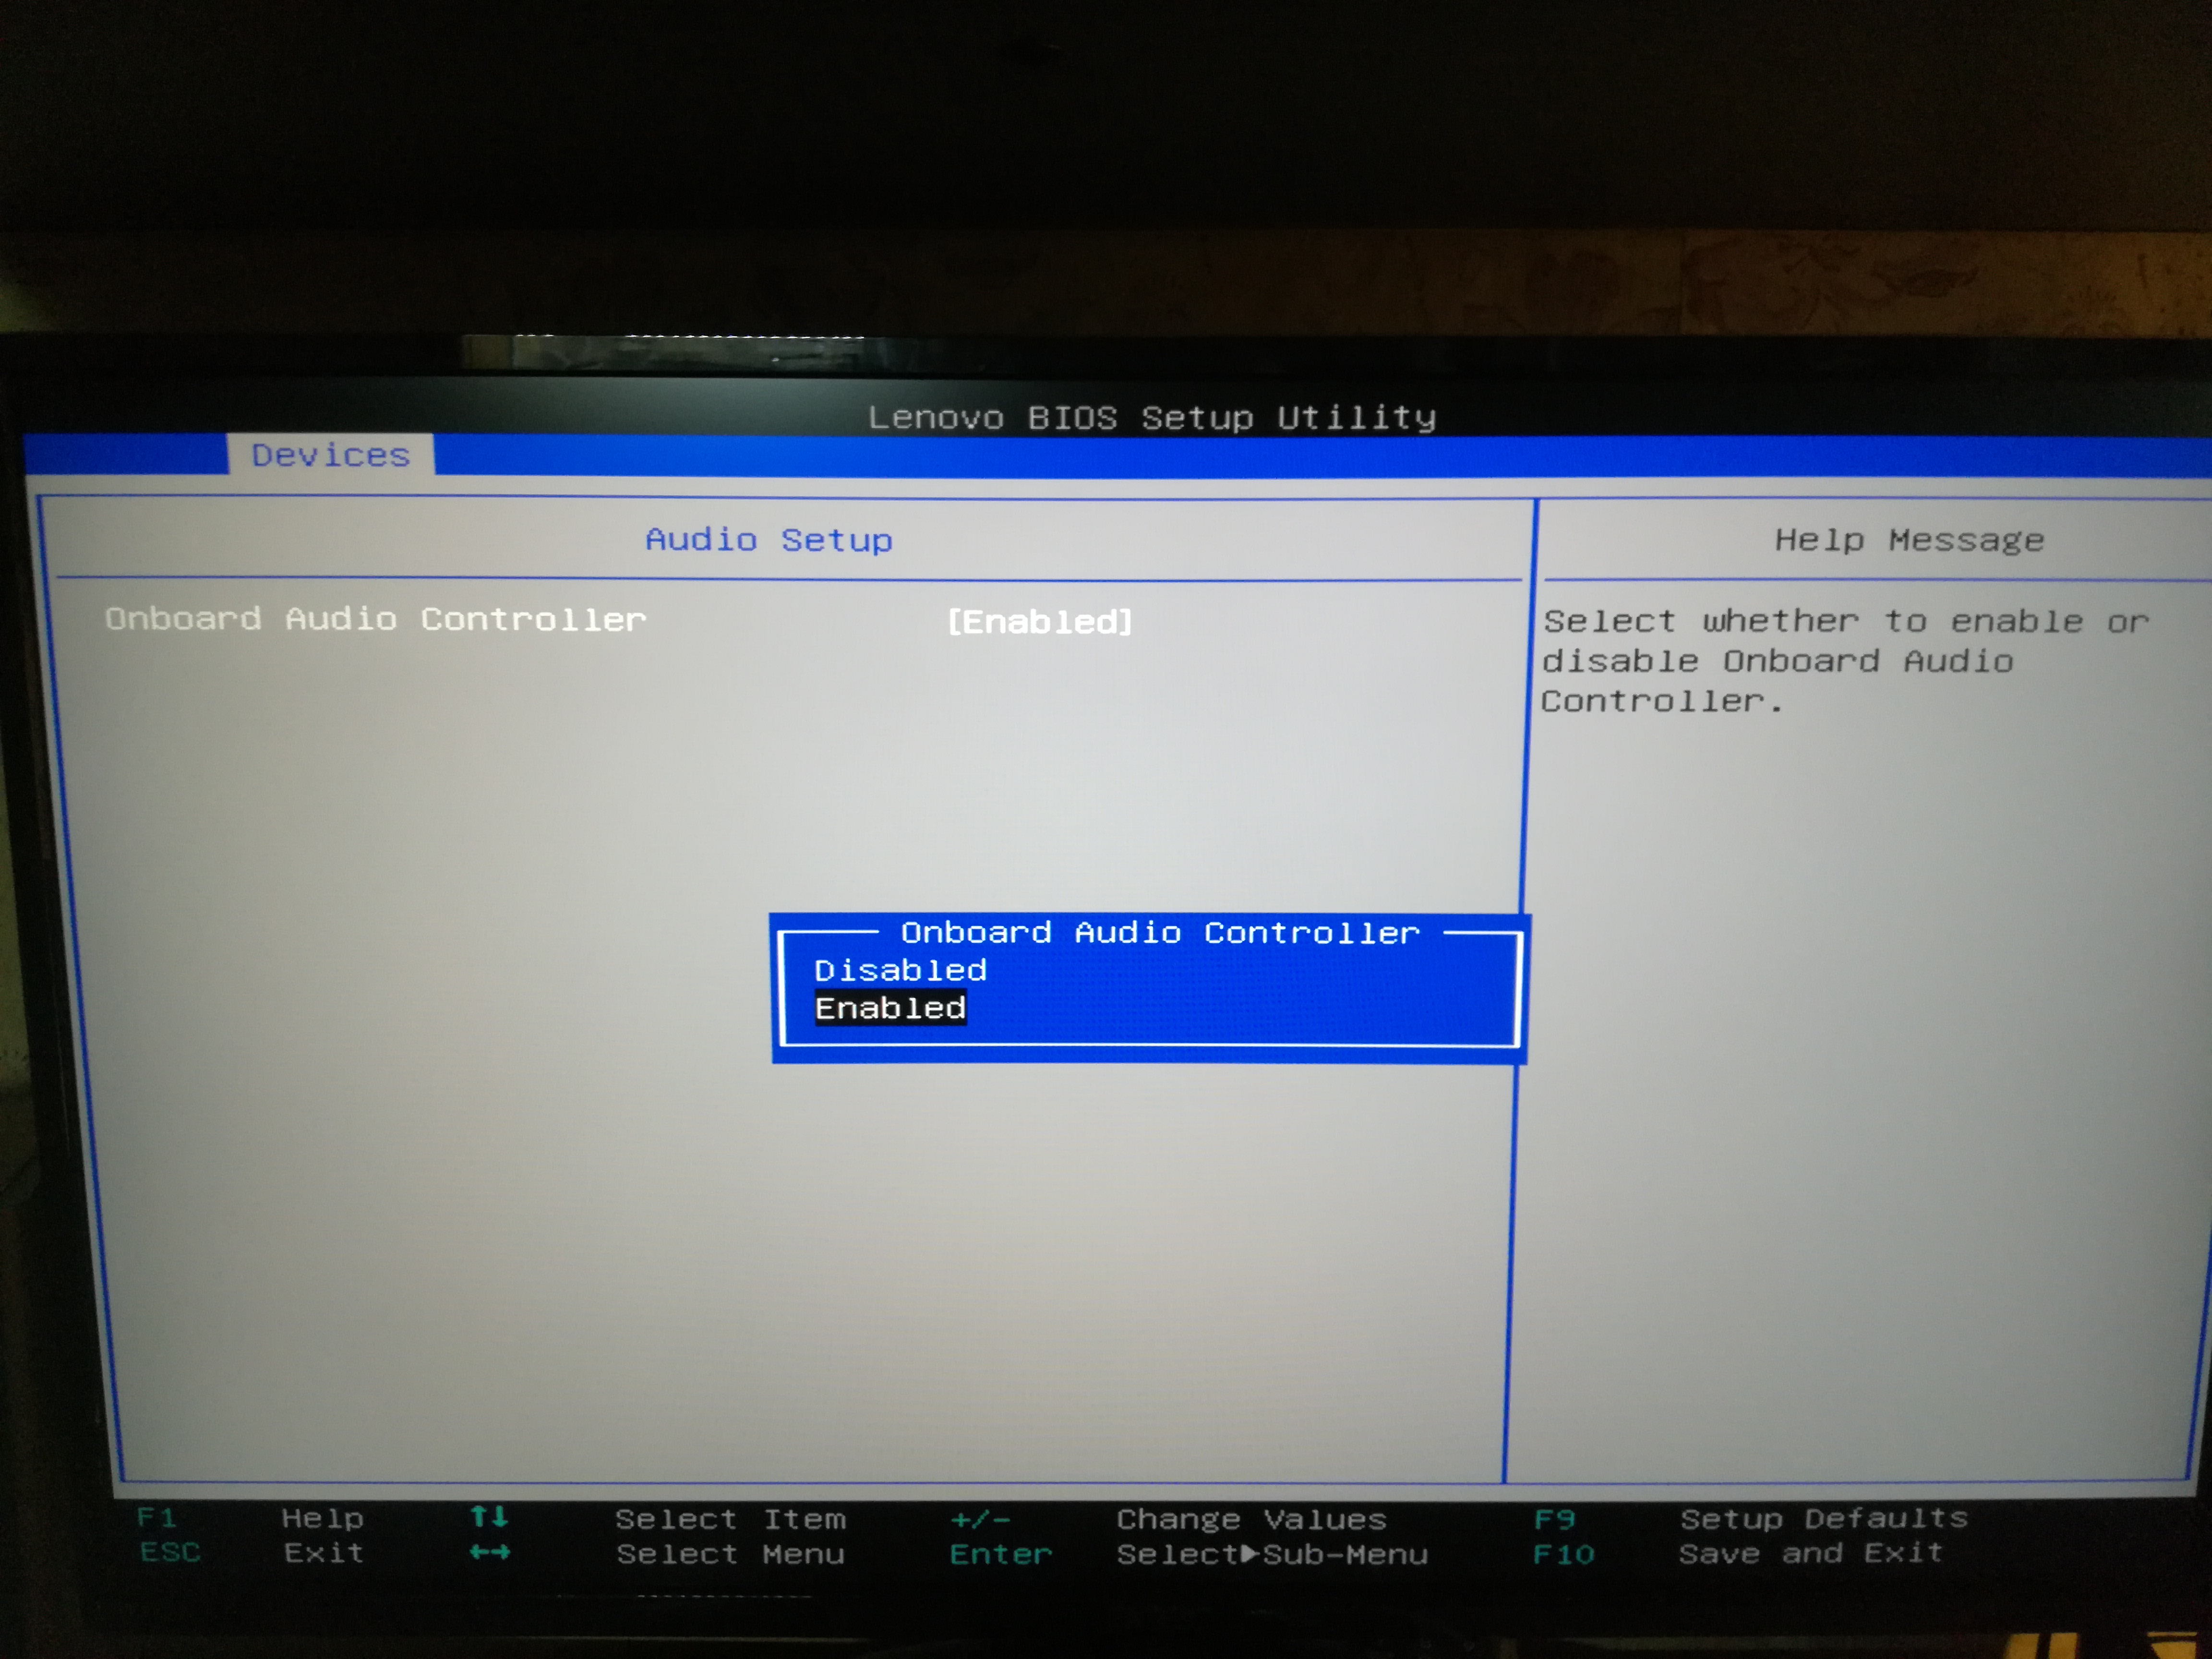 Lenovo BIOS Setup Utility
Devices
Audio Setup
Onboard Audio Controller [Enabled]
Help Message
Select whether to enable or
disable Onboard Audio
Controller.
Onboard Audio Controller
Disabled
Enabled
F1 Help ↑↓ Select Item +/- Change Values F9 Setup Defaults
ESC Exit ←→ Select Menu Enter Select▶Sub-Menu F10 Save and Exit